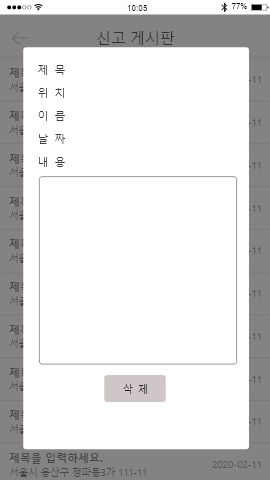 10:05
77%
신고 게시판
제 목
위 치
이 름
날 짜
내 용
삭 제
제목을 입력하세요.
서울시 용산구 청파동3가 111-11
2020-02-11